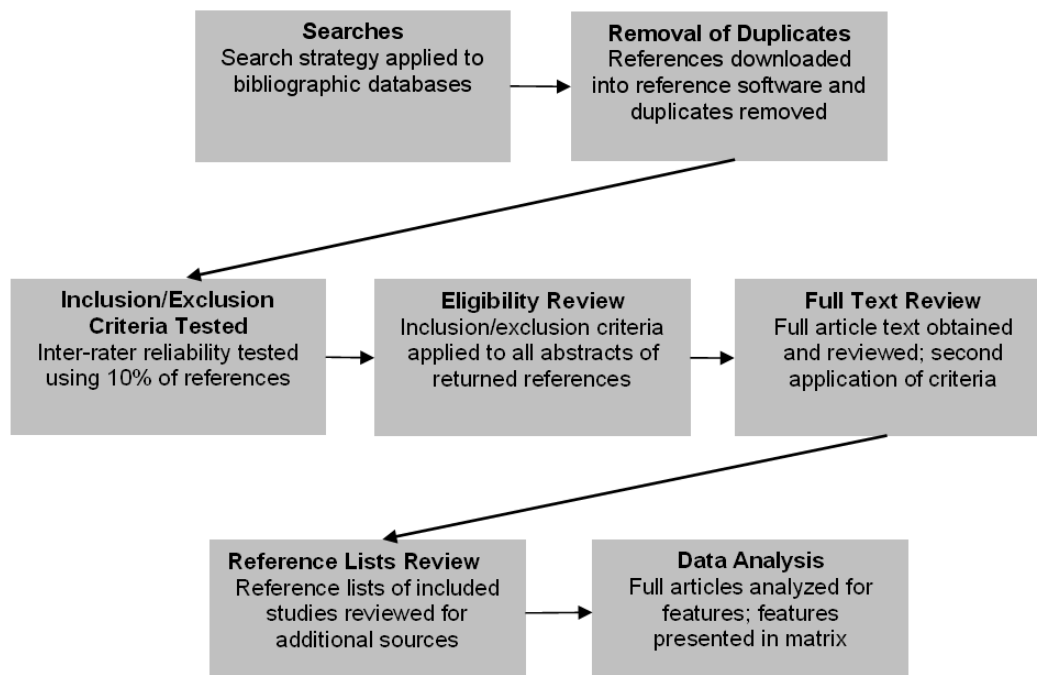 Searches
Search strategy applied to
bibliographic databases
Removal of Duplicates
References downloaded
into reference software and
duplicates removed
Inclusion/Exclusion
Criteria Tested
Inter-rater reliability tested
using 10% of references
Eligibility Review
Inclusion/exclusion criteria
applied to all abstracts of
returned references
Full Text Review
Full article text obtained
and reviewed; second
application of criteria
Reference Lists Review
Reference lists of included
studies reviewed for
additional sources
Data Analysis
Full articles analyzed for
features; features
presented in matrix